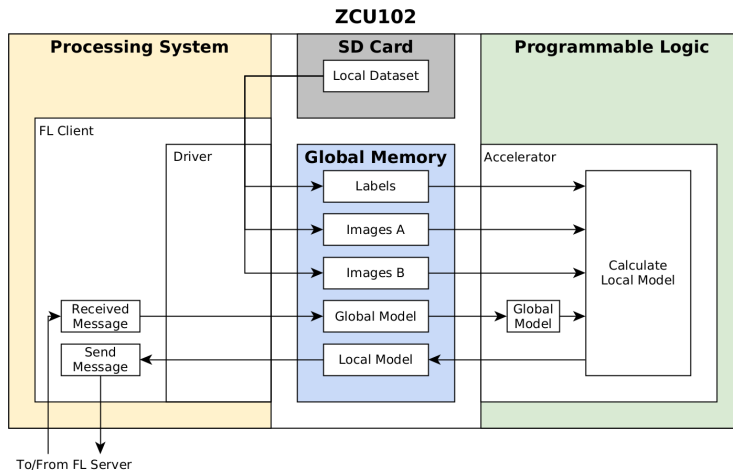 ZCU102
Processing System
SD Card
Programmable Logic
Local Dataset
FL Client
Driver
Global Memory
Accelerator
Labels
Images A
Images B
Calculate
Local Model
Received
Message
Global Model
Global
Model
Send
Message
Local Model
To/From FL Server